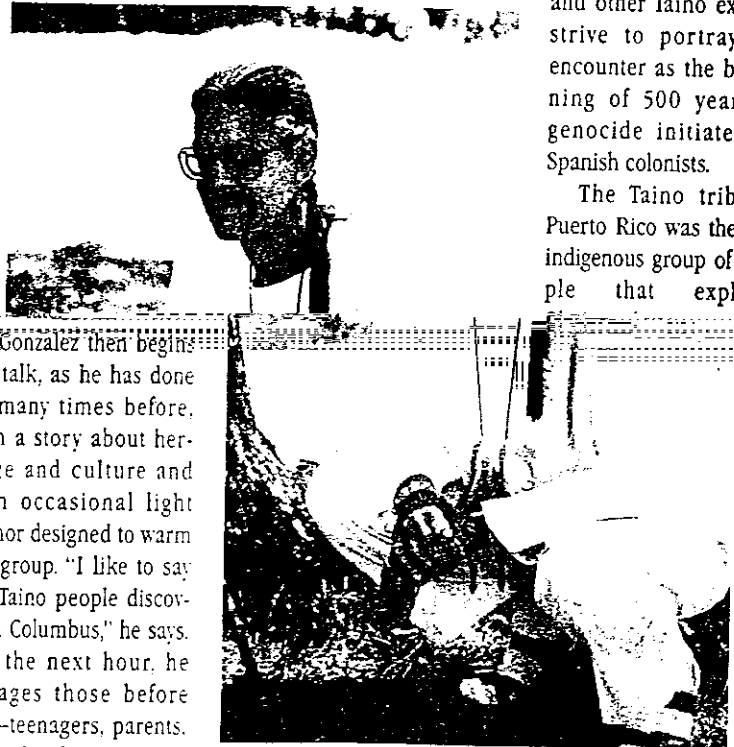 Gonzalez then begins
talk, as he has done
many times before,
n a story about her-
e and culture and
n occasional light
nor designed to warm
group. "I like to say
Taino people discov-
. Columbus," he says.
the next hour, he
ages those before
–teenagers, parents.
and other Taino ex
strive to portray
encounter as the b
ning of 500 year
genocide initiate
Spanish colonists.
The Taino trib
Puerto Rico was the
indigenous group of
ple that expl